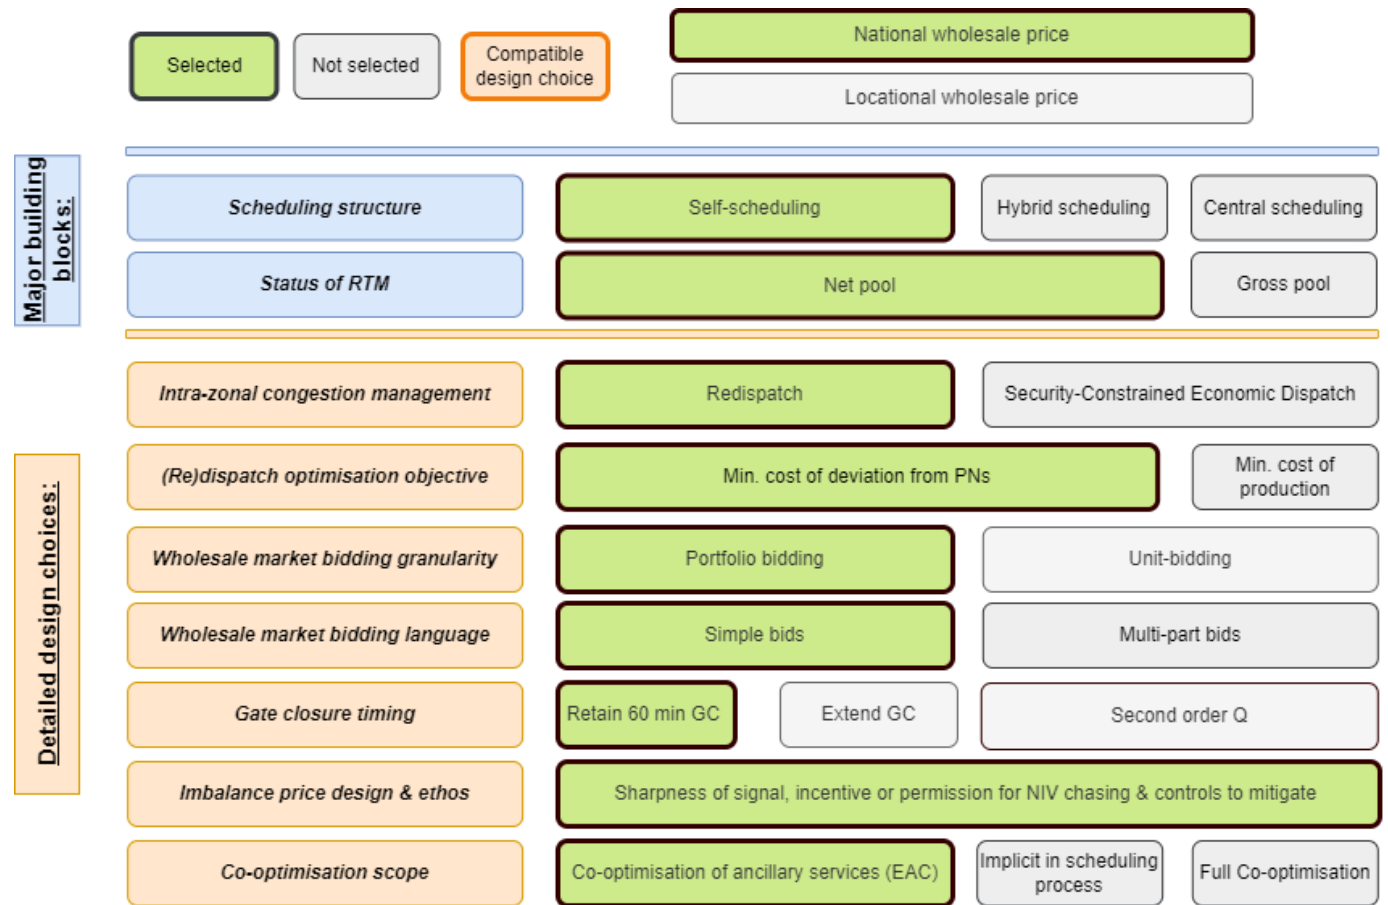 Selected
Not selected
Compatible
design choice
National wholesale price
Locational wholesale price
Major building
blocks:
Scheduling structure
Self-scheduling
Hybrid scheduling
Central scheduling
Status of RTM
Net pool
Gross pool
Detailed design choices:
Intra-zonal congestion management
Redispatch
Security-Constrained Economic Dispatch
(Re)dispatch optimisation objective
Min. cost of deviation from PNs
Min. cost of
production
Wholesale market bidding granularity
Portfolio bidding
Unit-bidding
Wholesale market bidding language
Simple bids
Multi-part bids
Gate closure timing
Retain 60 min GC
Extend GC
Second order Q
Imbalance price design & ethos
Sharpness of signal, incentive or permission for NIV chasing & controls to mitigate
Co-optimisation scope
Co-optimisation of ancillary services (EAC)
Implicit in scheduling
process
Full Co-optimisation